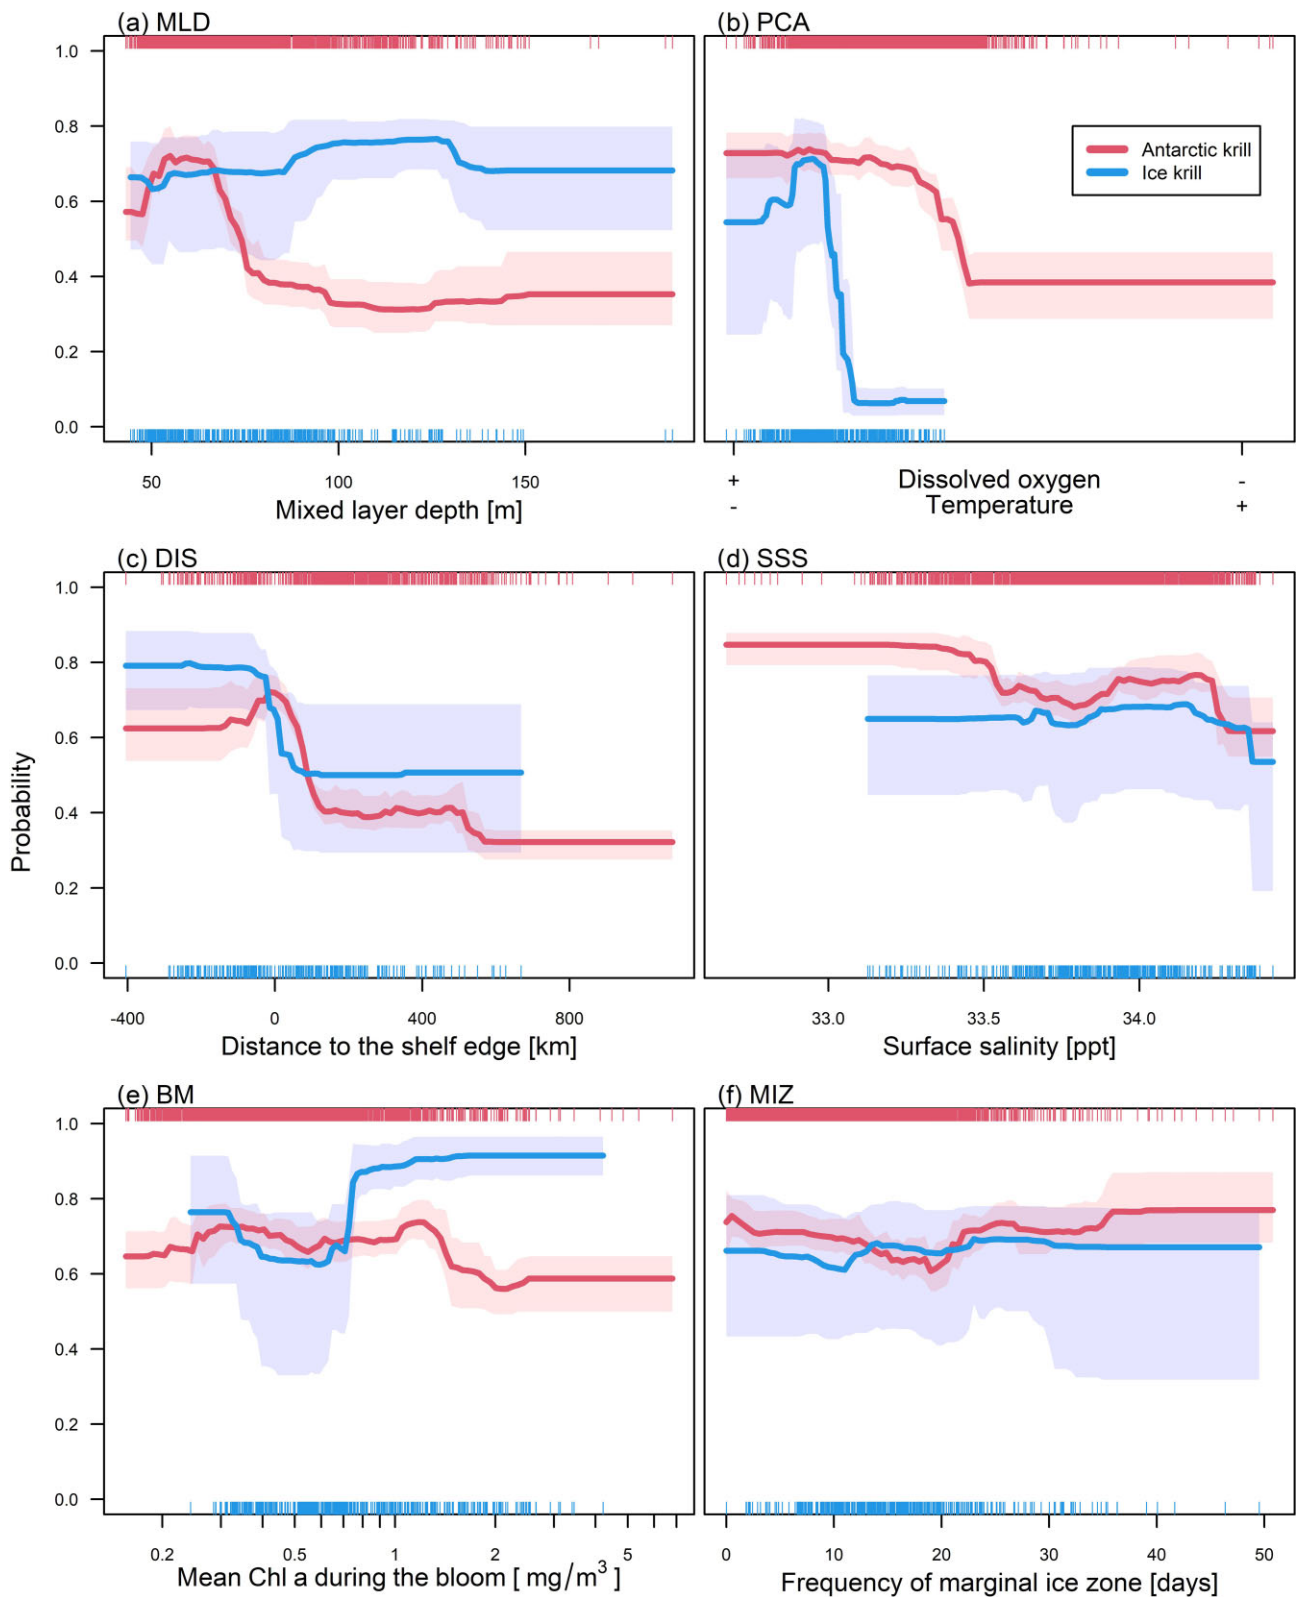 (a) MLD
(b) PCA
1.0
0.8
0.6
0.4
0.2
0.0
Antarctic krill
Ice krill
50 100 150
Mixed layer depth [m]
+ Dissolved oxygen -
- Temperature +
(c) DIS
(d) SSS
1.0
0.8
0.6
0.4
0.2
0.0
Probability
-400 0 400 800
Distance to the shelf edge [km]
33.0 33.5 34.0
Surface salinity [ppt]
(e) BM
(f) MIZ
1.0
0.8
0.6
0.4
0.2
0.0
0.2 0.5 1 2 5
Mean Chl a during the bloom [ mg/m³ ]
0 10 20 30 40 50
Frequency of marginal ice zone [days]